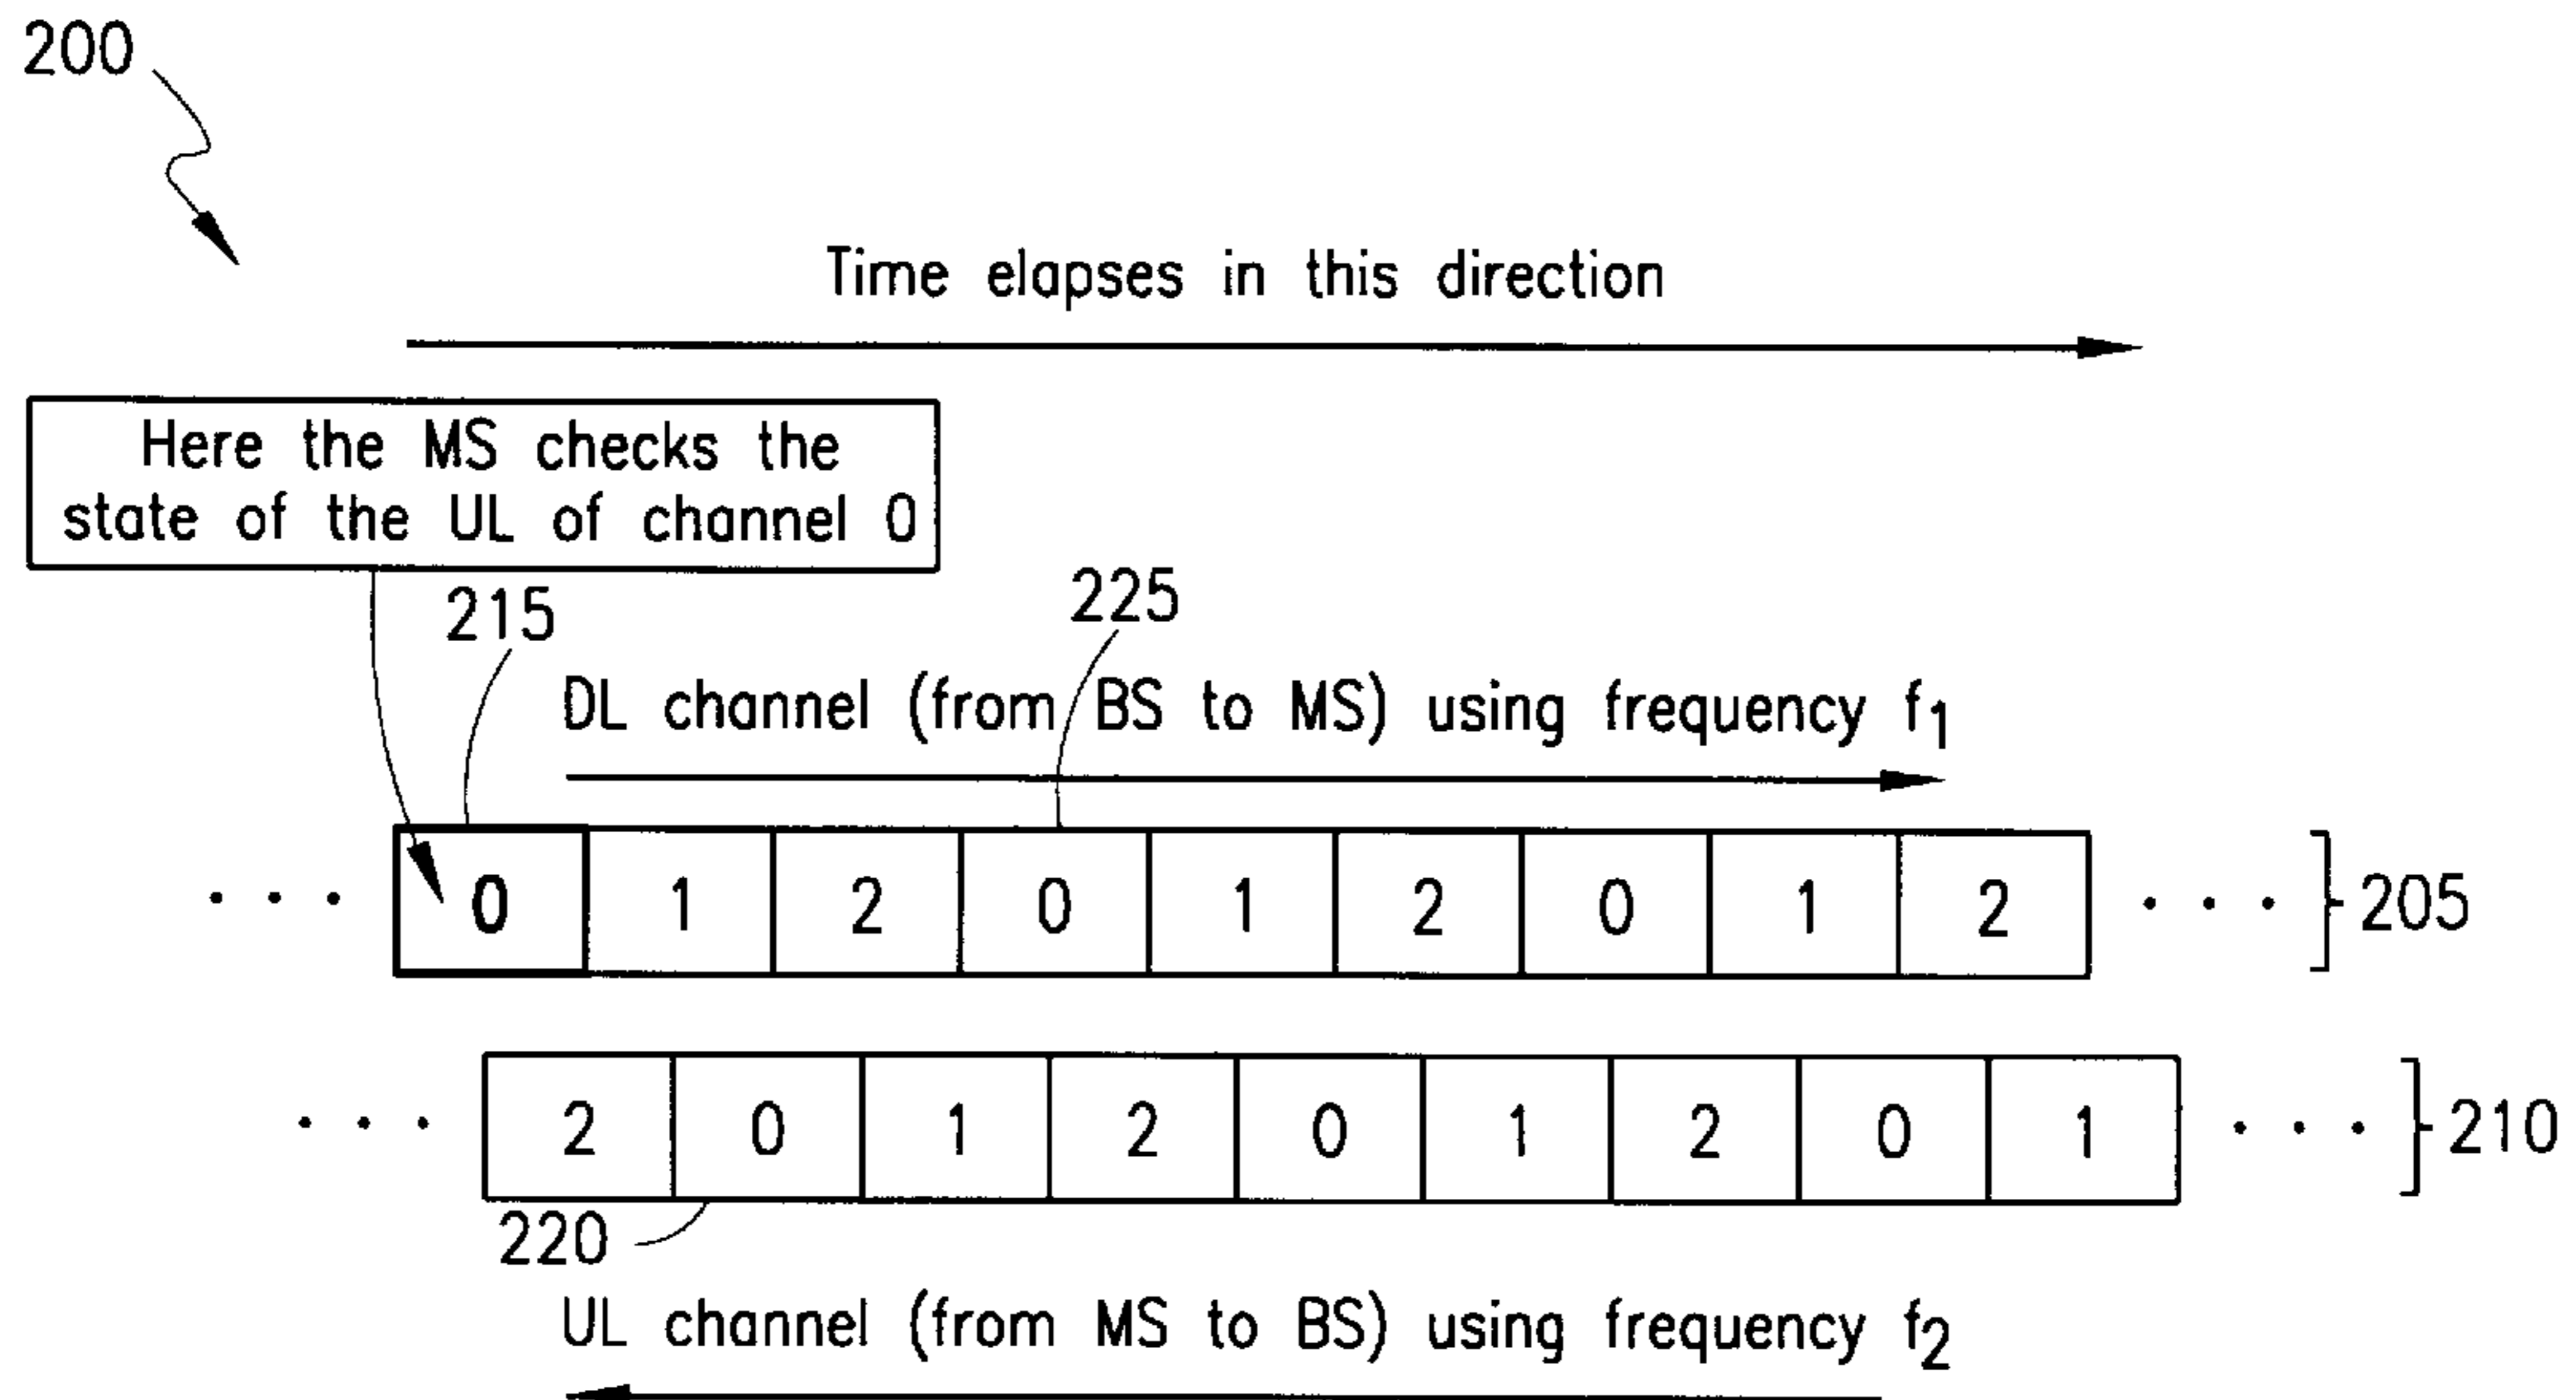 200
Time elapses in this direction
Here the MS checks the
state of the UL of channel 0
215
225
DL channel (from BS to MS) using frequency f1
0 1 2 0 1 2 0 1 2
205
2 0 1 2 0 1 2 0 1
210
220
UL channel (from MS to BS) using frequency f2